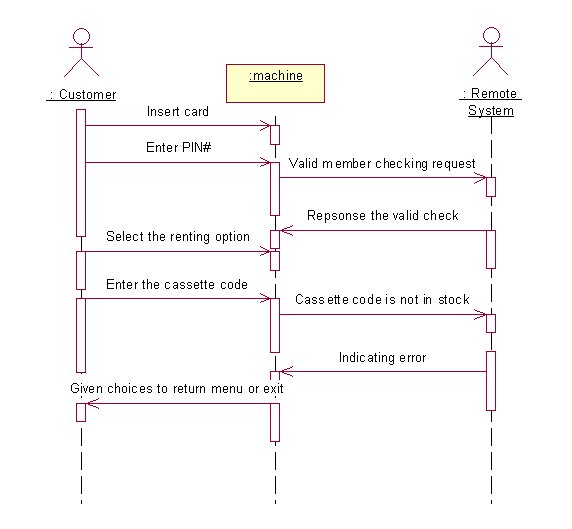 :machine
: Customer
: Remote
System
Insert card
Enter PIN#
Valid member checking request
Repsonse the valid check
Select the renting option
Enter the cassette code
Cassette code is not in stock
Indicating error
Given choices to return menu or exit